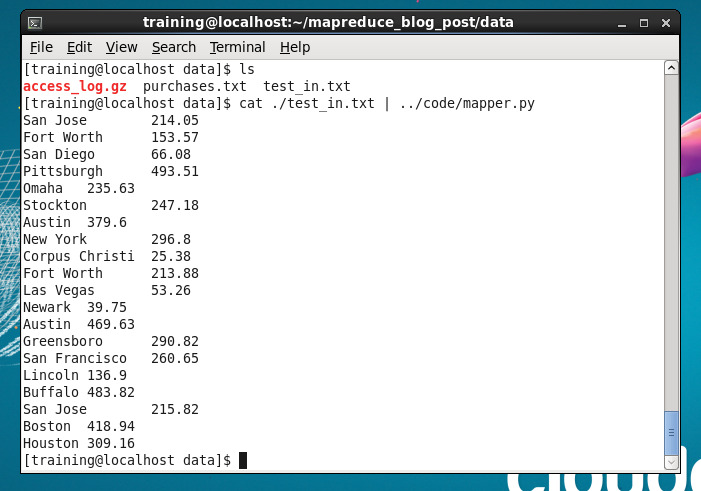 training@localhost:~/mapreduce_blog_post/data
File Edit View Search Terminal Help
[training@localhost data]$ ls
access_log.gz purchases.txt test_in.txt
[training@localhost data]$ cat ./test_in.txt | ../code/mapper.py
San Jose 214.05
Fort Worth 153.57
San Diego 66.08
Pittsburgh 493.51
Omaha 235.63
Stockton 247.18
Austin 379.6
New York 296.8
Corpus Christi 25.38
Fort Worth 213.88
Las Vegas 53.26
Newark 39.75
Austin 469.63
Greensboro 290.82
San Francisco 260.65
Lincoln 136.9
Buffalo 483.82
San Jose 215.82
Boston 418.94
Houston 309.16
[training@localhost data]$